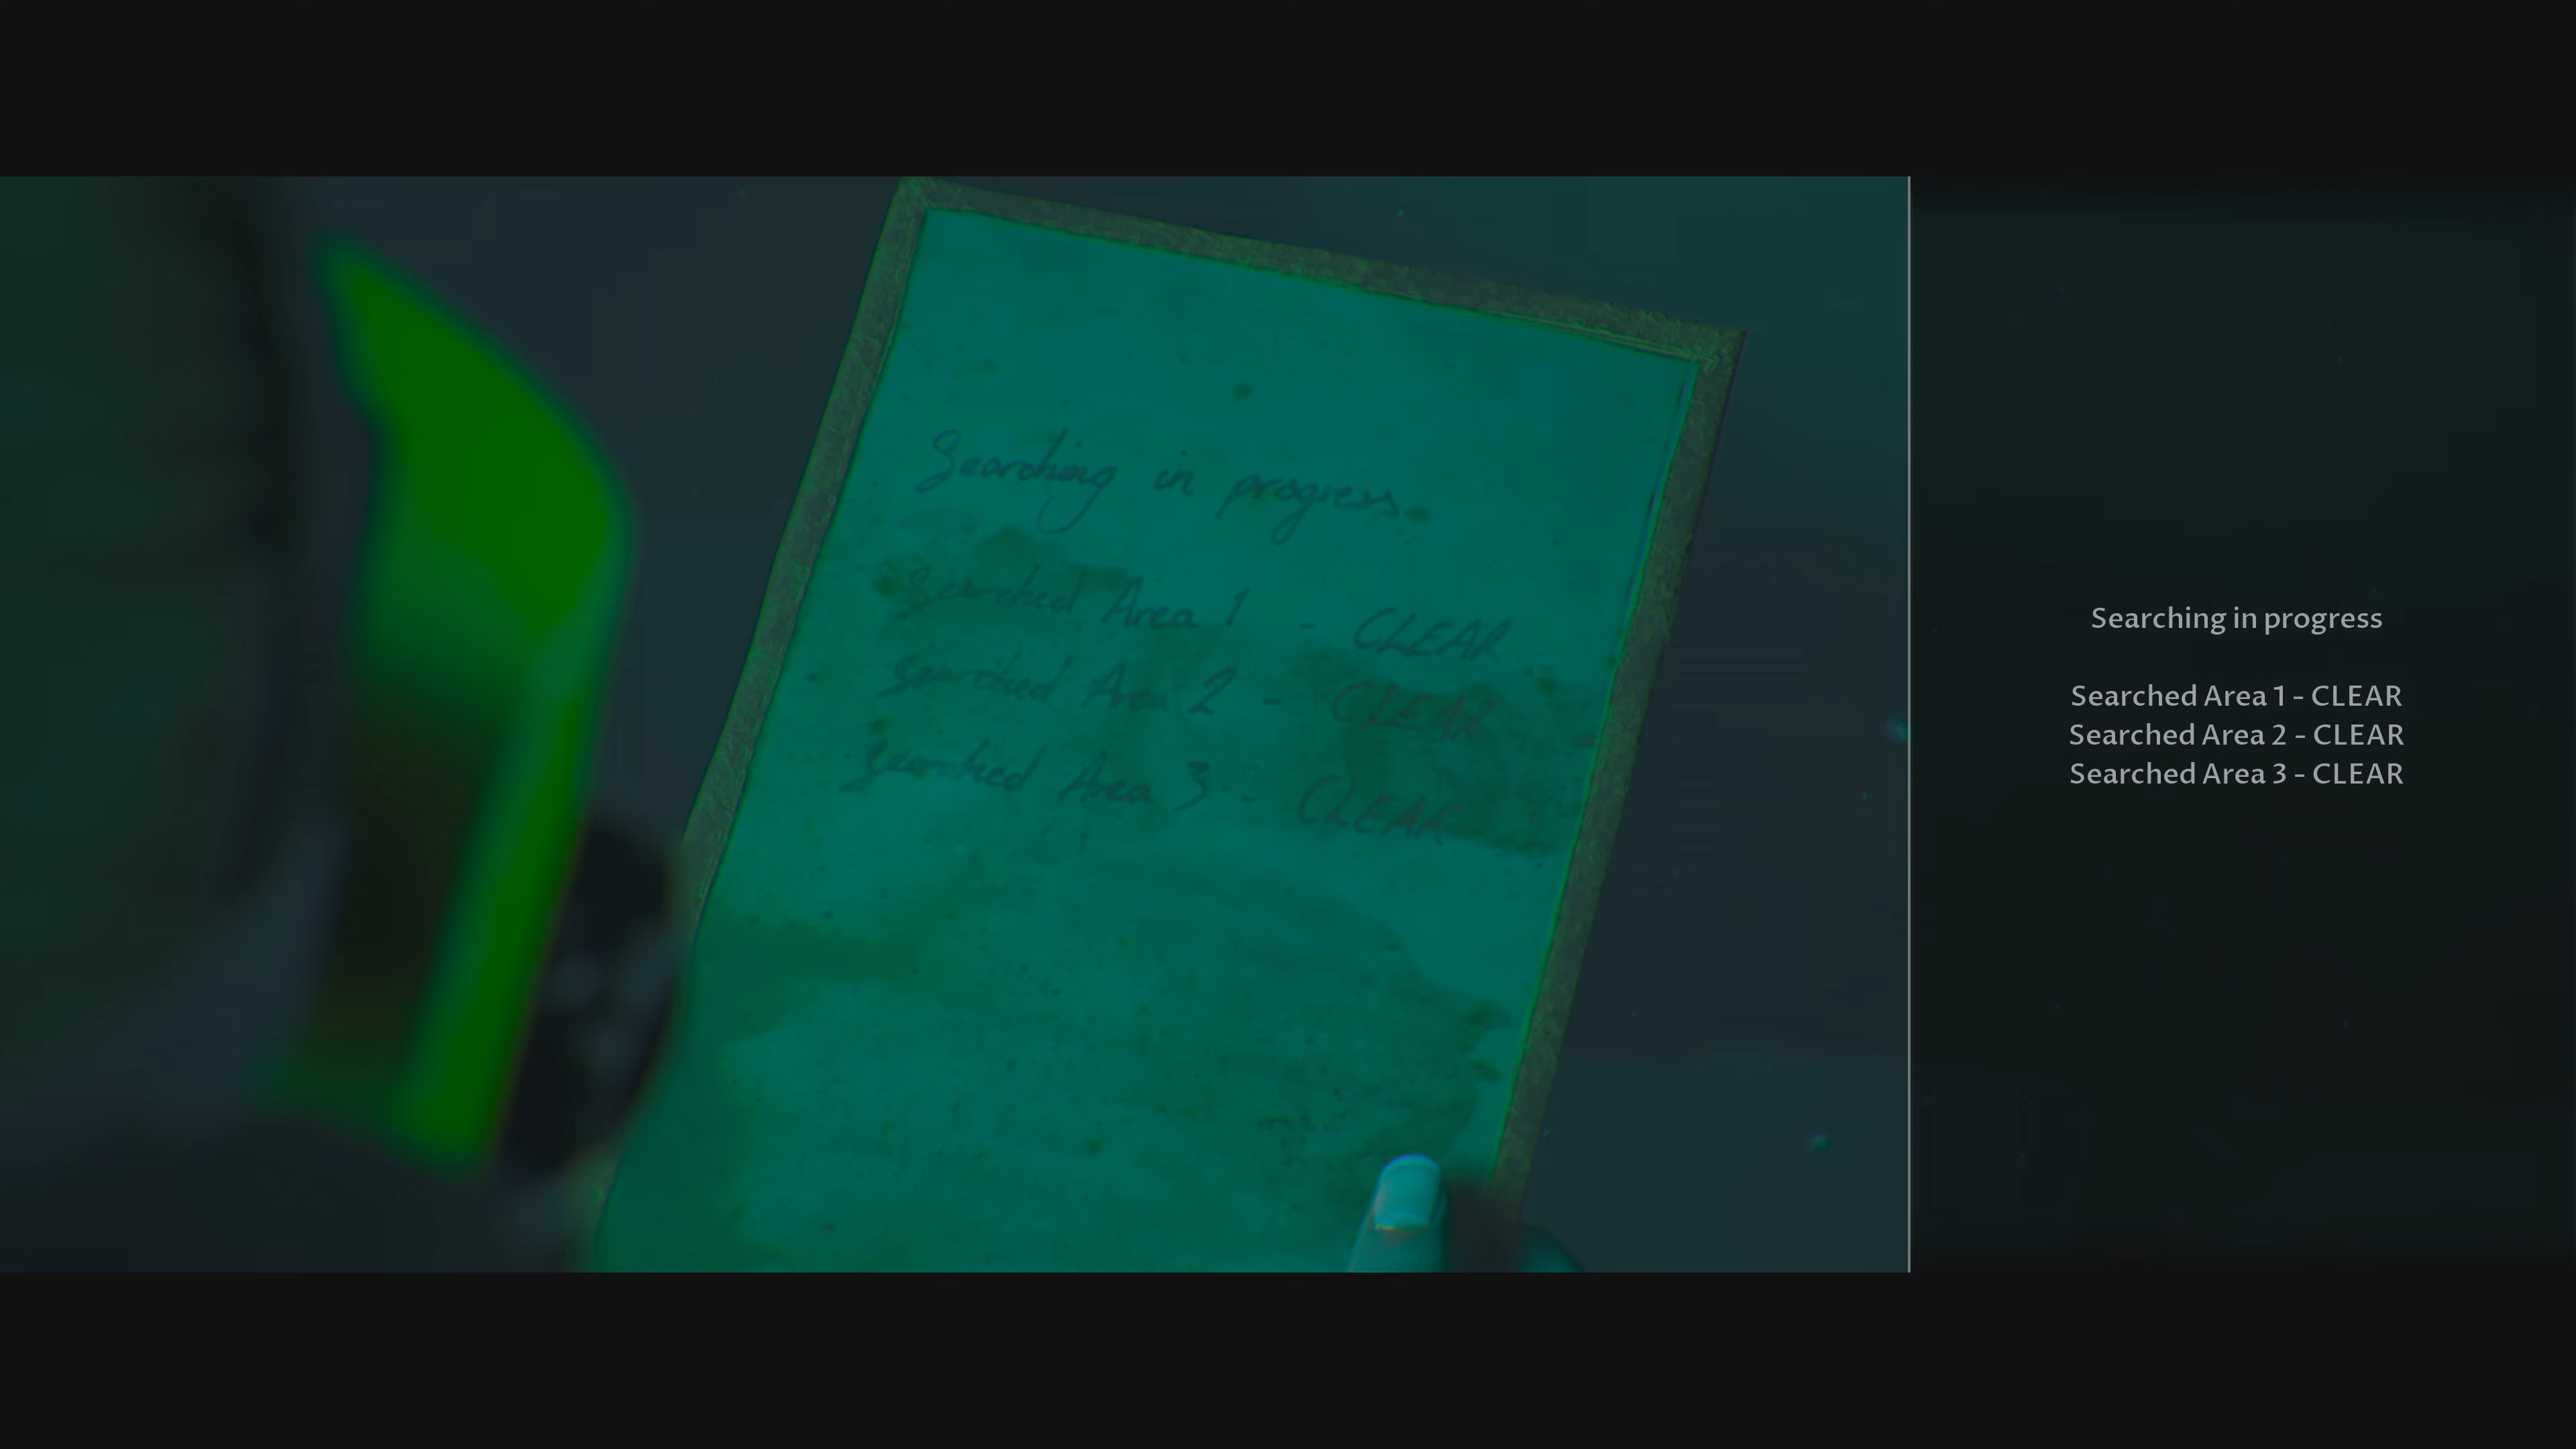 Searching in progress.
Searched Area 1 - CLEAR
Searched Area 2 - CLEAR
Searched Area 3 - CLEAR
Searching in progress
Searched Area 1 - CLEAR
Searched Area 2 - CLEAR
Searched Area 3 - CLEAR